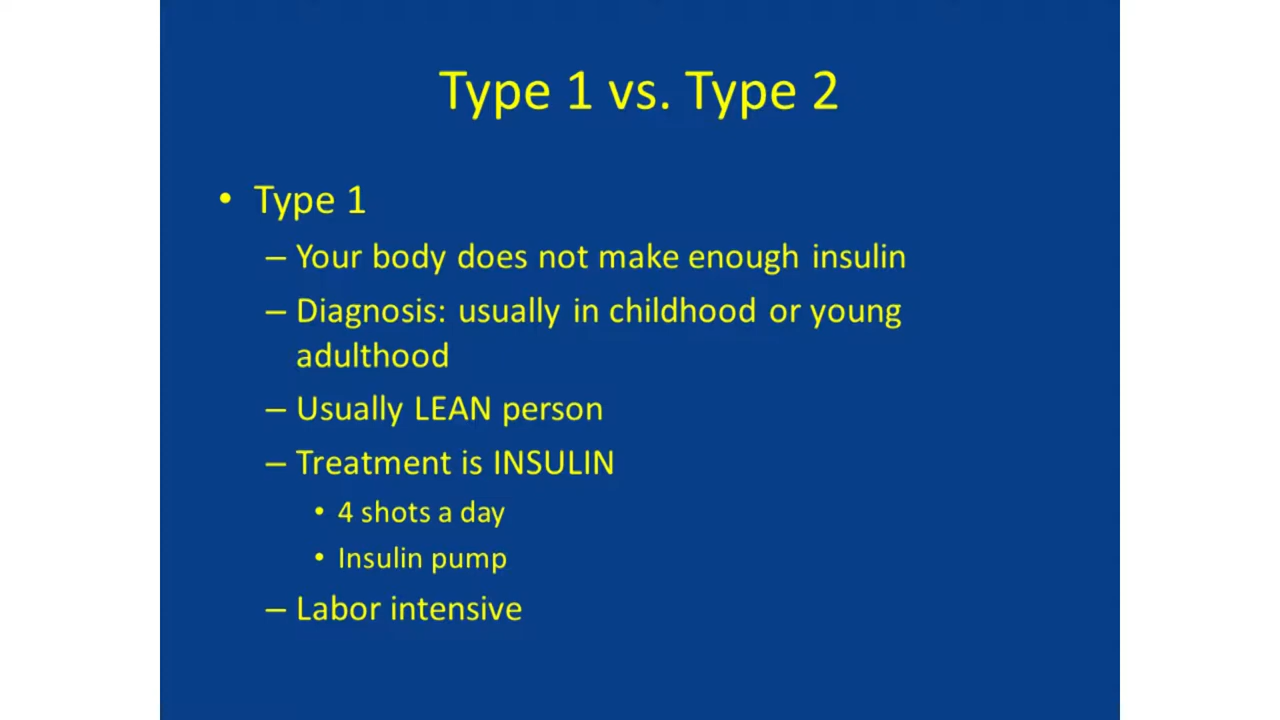 Type 1 vs. Type 2
• Type 1
– Your body does not make enough insulin
– Diagnosis: usually in childhood or young
adulthood
– Usually LEAN person
– Treatment is INSULIN
• 4 shots a day
• Insulin pump
– Labor intensive